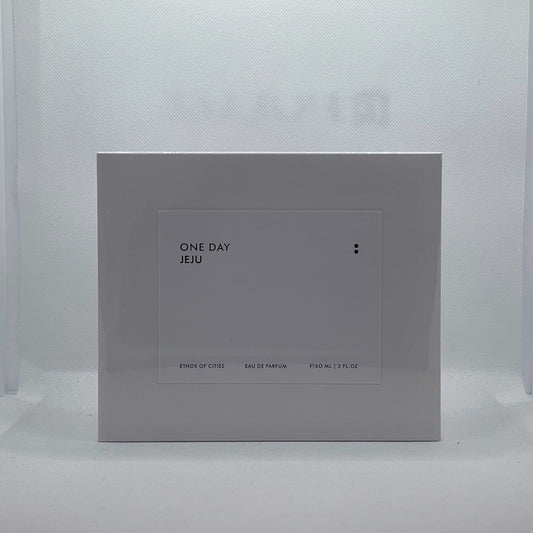 ONE DAY
JEJU
:
ETHOS OF CITIES EAU DE PARFUM ℮60 ML | 2 FL.OZ